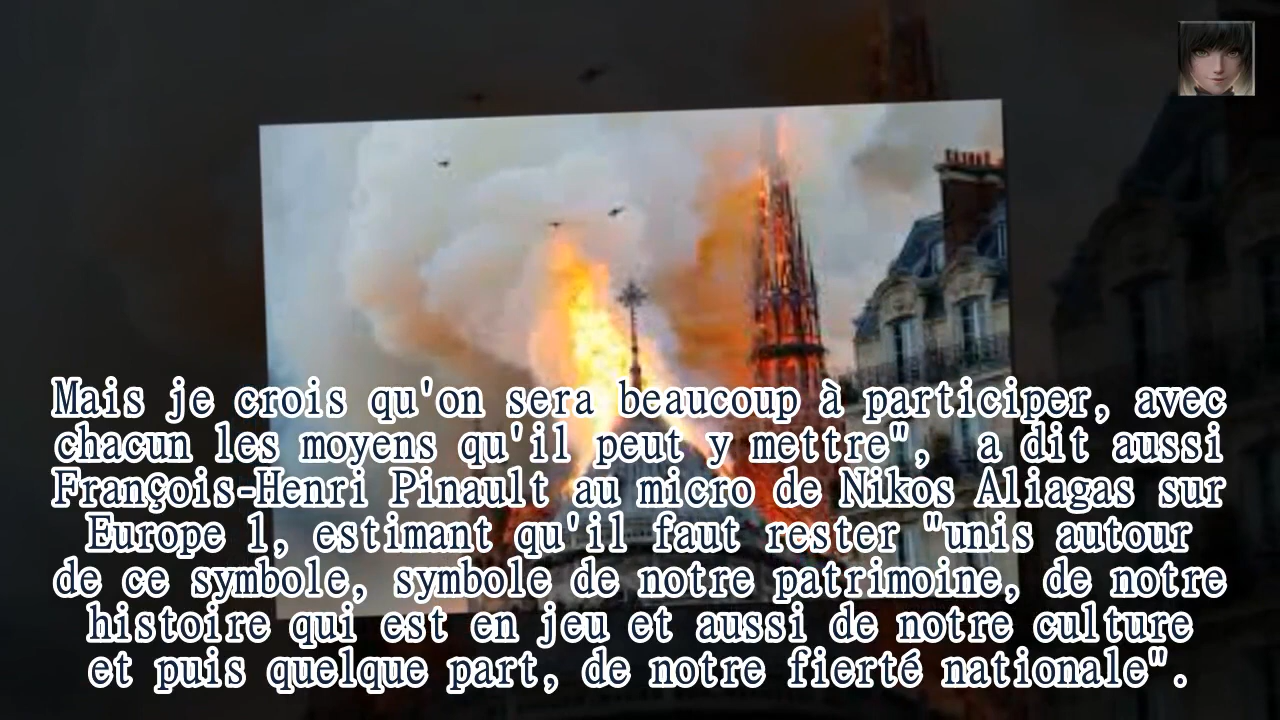 Mais je crois qu'on sera beaucoup à participer, avec
chacun les moyens qu'il peut y mettre",  a dit aussi
François-Henri Pinault au micro de Nikos Aliagas sur
Europe 1, estimant qu'il faut rester "unis autour
de ce symbole, symbole de notre patrimoine, de notre
histoire qui est en jeu et aussi de notre culture
et puis quelque part, de notre fierté nationale".